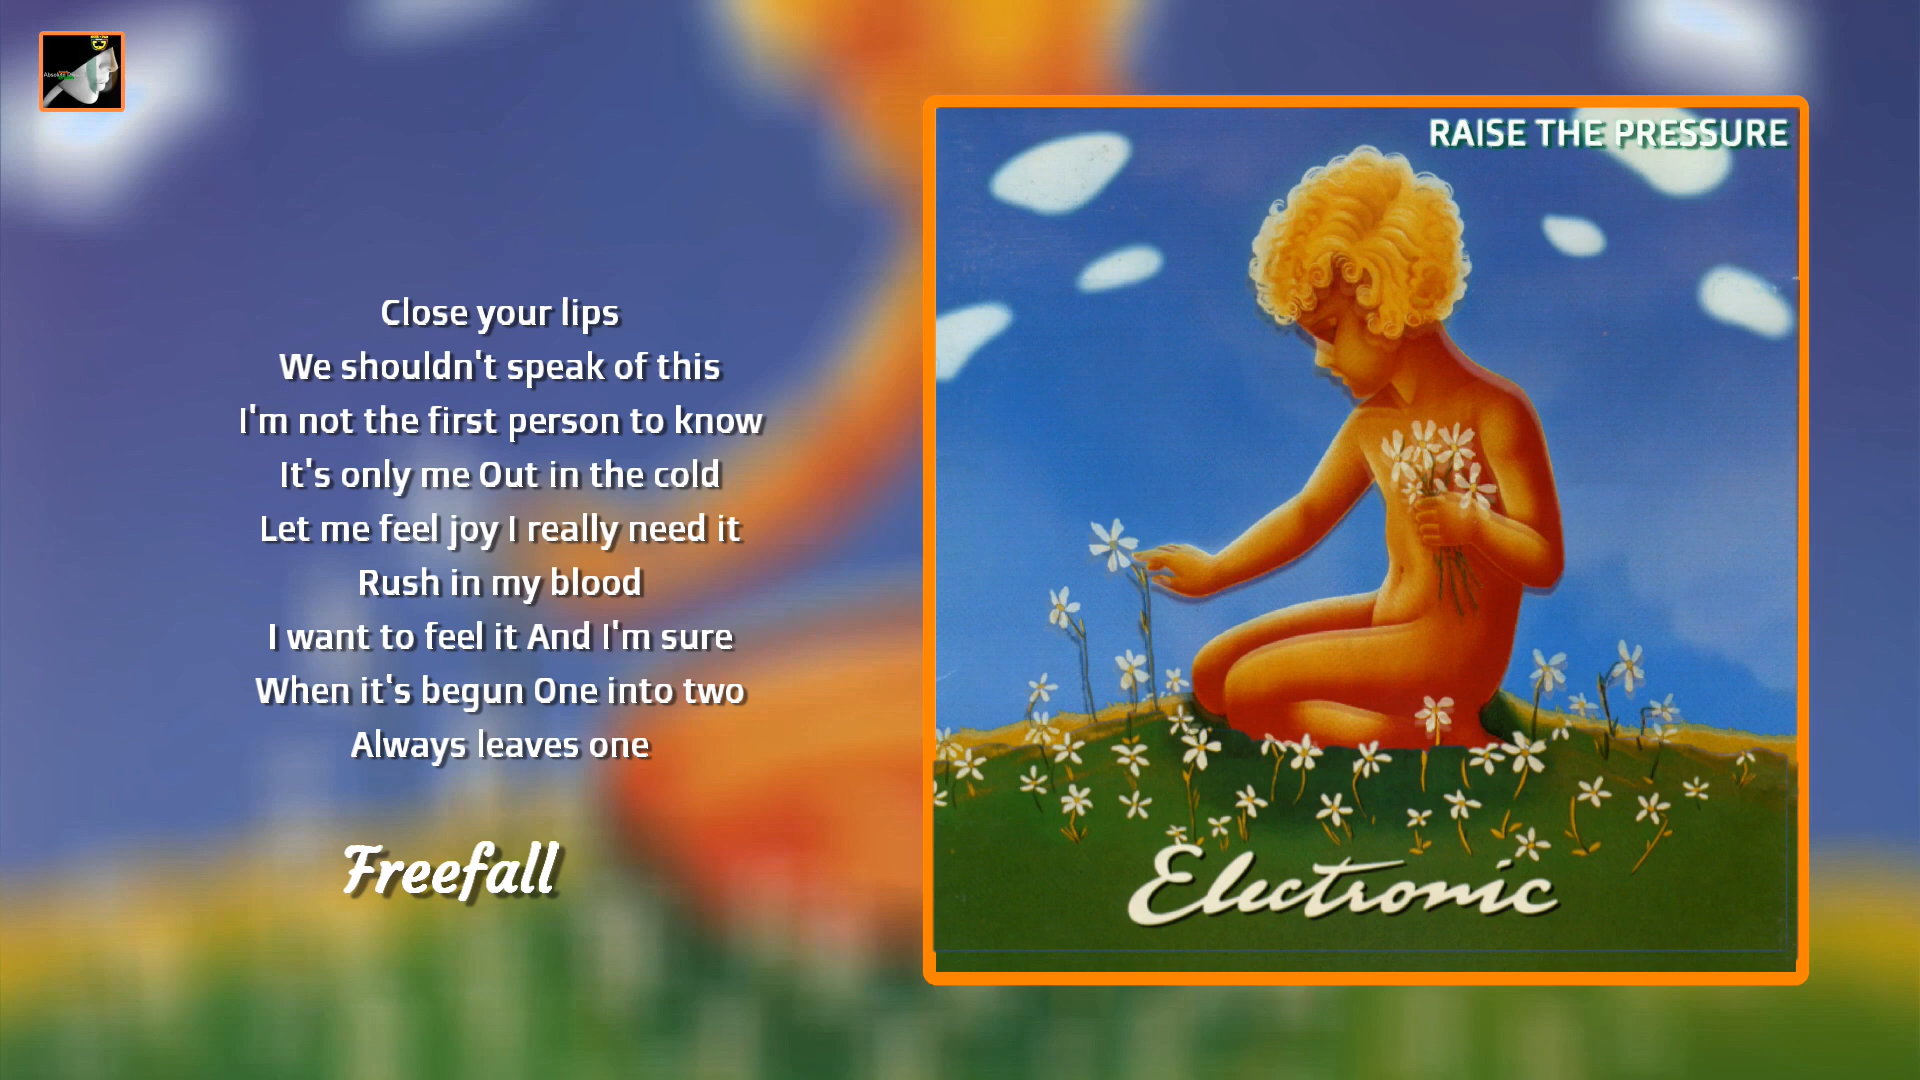 Close your lips
We shouldn't speak of this
I'm not the first person to know
It's only me Out in the cold
Let me feel joy I really need it
Rush in my blood
I want to feel it And I'm sure
When it's begun One into two
Always leaves one
Freefall
RAISE THE PRESSURE
Electronic